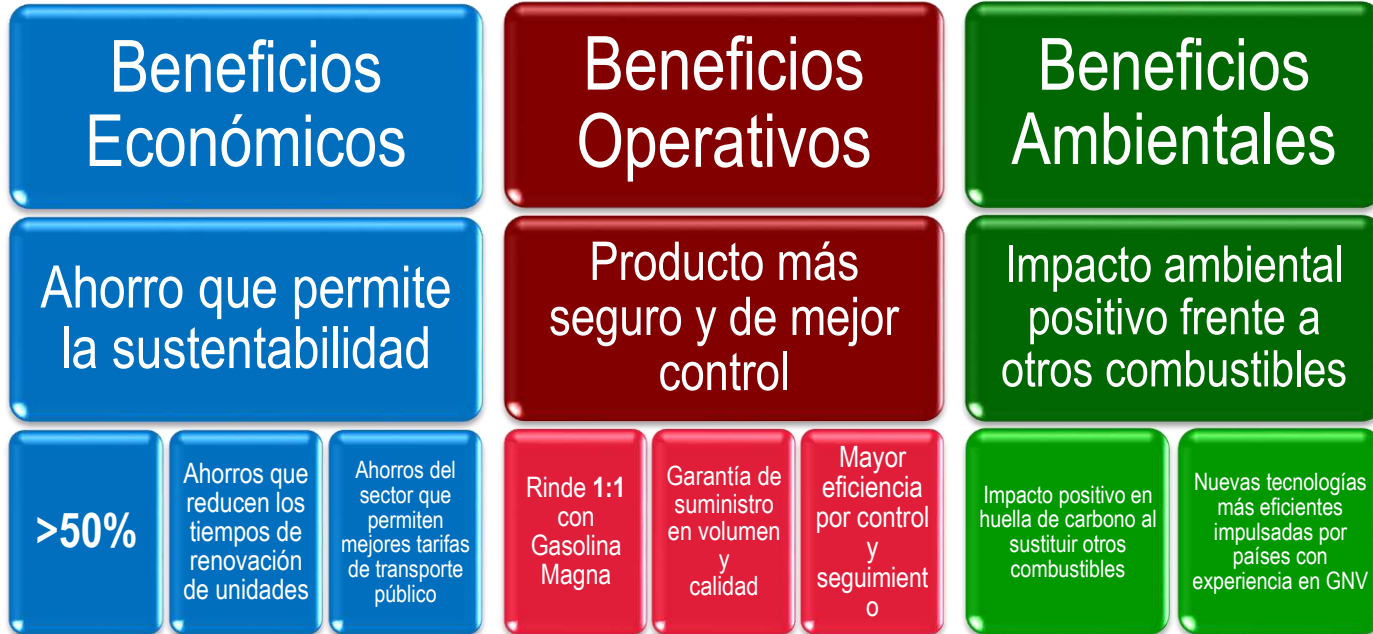 Beneficios
Económicos
Ahorro que permite
la sustentabilidad
>50%
Ahorros que
reducen los
tiempos de
renovación
de unidades
Ahorros del
sector que
permiten
mejores tarifas
de transporte
público
Beneficios
Operativos
Producto más
seguro y de mejor
control
Rinde 1:1
con
Gasolina
Magna
Garantía de
suministro
en volumen
y
calidad
Mayor
eficiencia
por control
y
seguimient
o
Beneficios
Ambientales
Impacto ambiental
positivo frente a
otros combustibles
Impacto positivo en
huella de carbono al
sustituir otros
combustibles
Nuevas tecnologías
más eficientes
impulsadas por
países con
experiencia en GNV